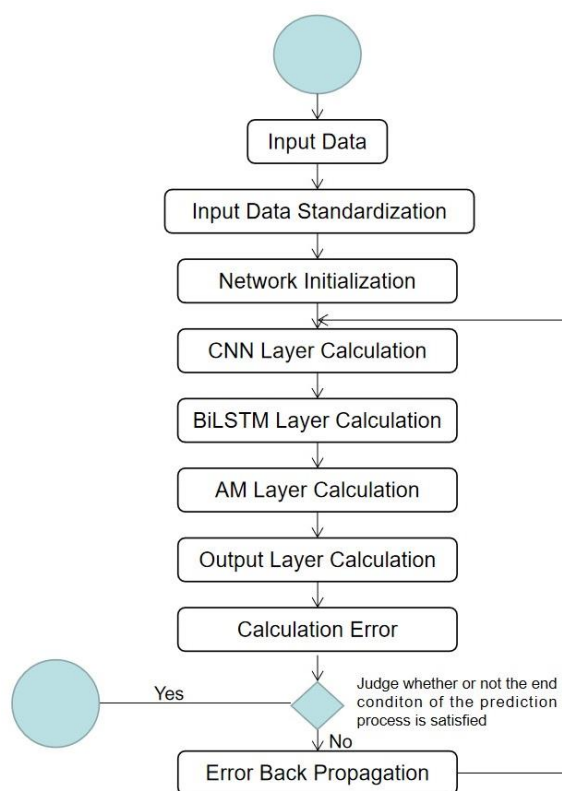 Input Data
Input Data Standardization
Network Initialization
CNN Layer Calculation
BiLSTM Layer Calculation
AM Layer Calculation
Output Layer Calculation
Calculation Error
Judge whether or not the end
conditon of the prediction
process is satisfied
Yes
No
Error Back Propagation